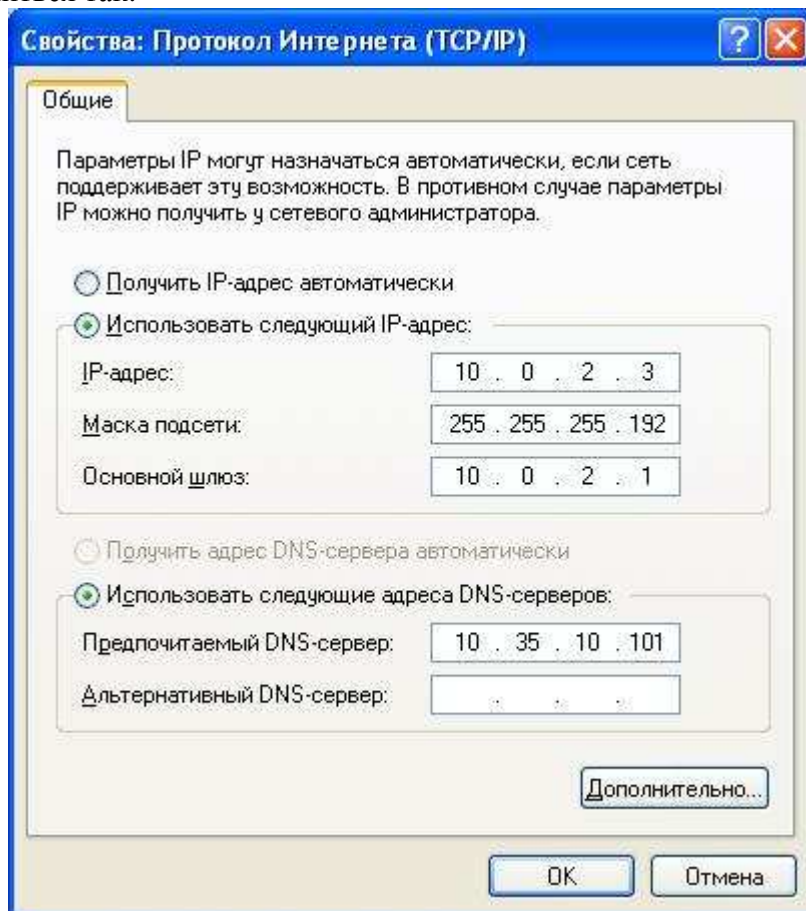 Свойства: Протокол Интернета (TCP/IP)
Общие
Параметры IP могут назначаться автоматически, если сеть
поддерживает эту возможность. В противном случае параметры
IP можно получить у сетевого администратора.
Получить IP-адрес автоматически
Использовать следующий IP-адрес:
IP-адрес: 10 . 0 . 2 . 3
Маска подсети: 255 . 255 . 255 . 192
Основной шлюз: 10 . 0 . 2 . 1
Получить адрес DNS-сервера автоматически
Использовать следующие адреса DNS-серверов:
Предпочитаемый DNS-сервер: 10 . 35 . 10 . 101
Альтернативный DNS-сервер: . . .
Дополнительно...
OK Отмена